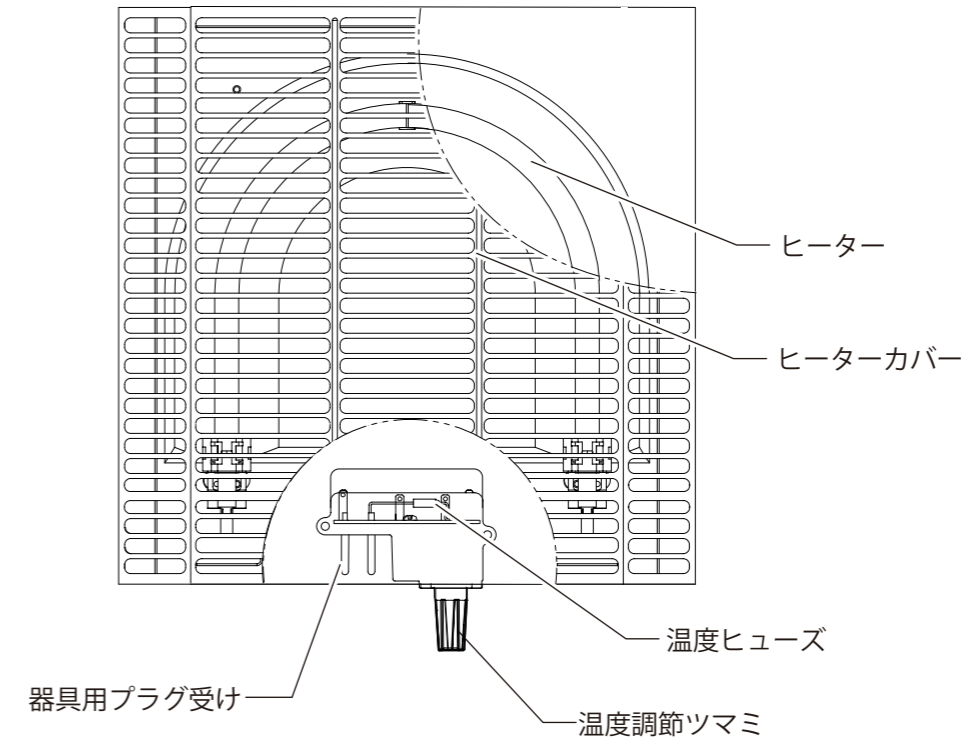 ヒーター
ヒーターカバー
温度ヒューズ
器具用プラグ受け
温度調節ツマミ